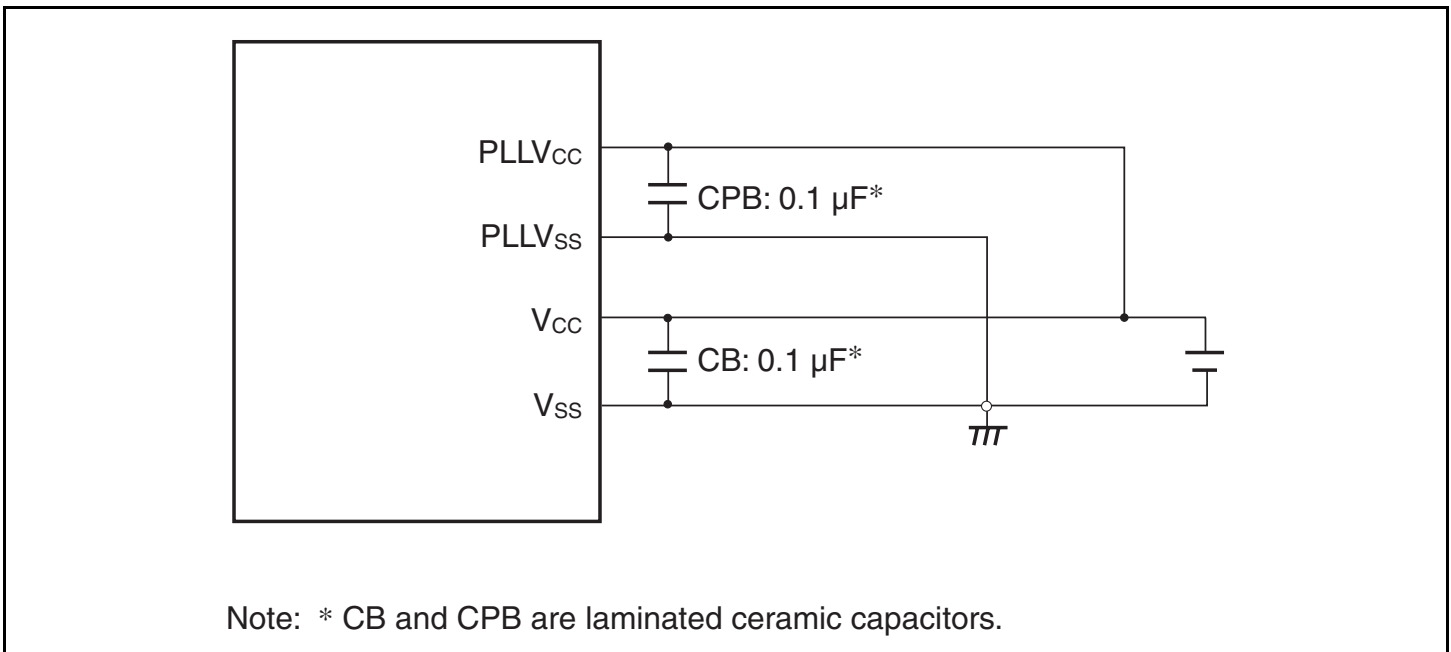 PLLVCC
CPB: 0.1 µF*
PLLVSS
VCC
CB: 0.1 µF*
VSS
Note: * CB and CPB are laminated ceramic capacitors.